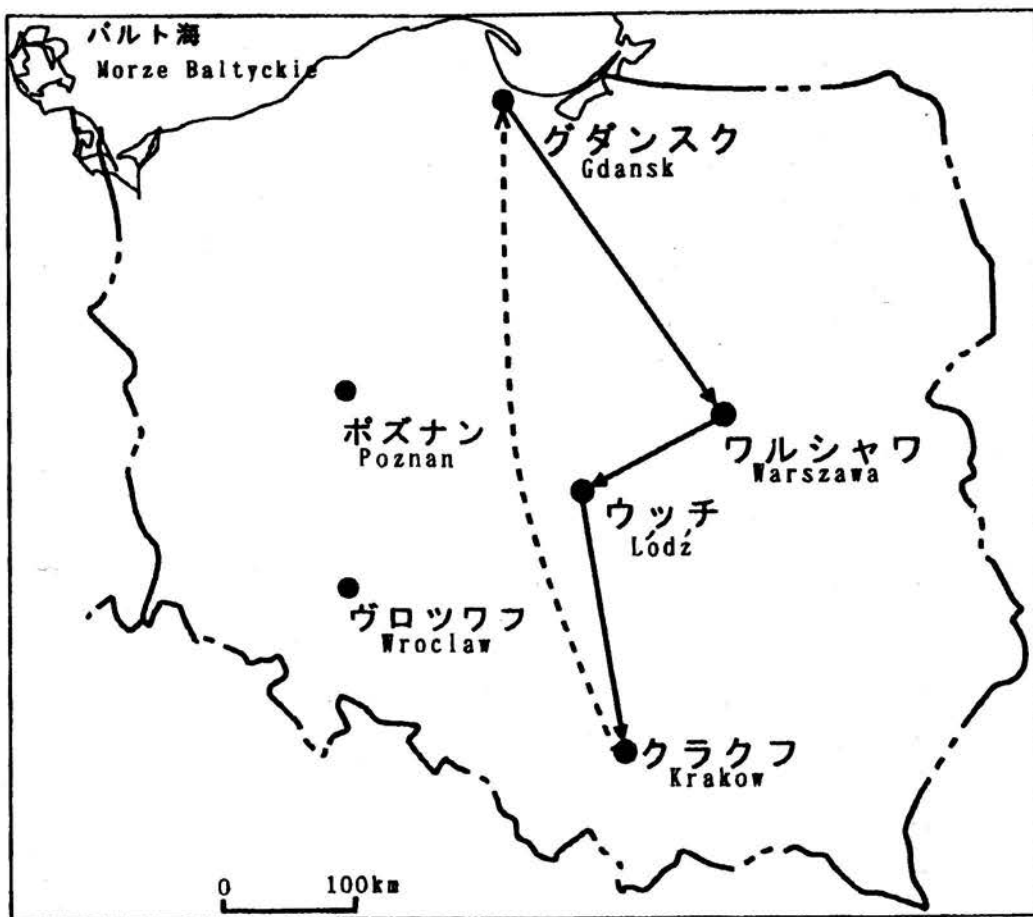 バルト海
Morze Baltyckie
グダンスク
Gdansk
ポズナン
Poznan
ワルシャワ
Warszawa
ウッチ
Lódź
ヴロツワフ
Wroclaw
クラクフ
Krakow
0 100km